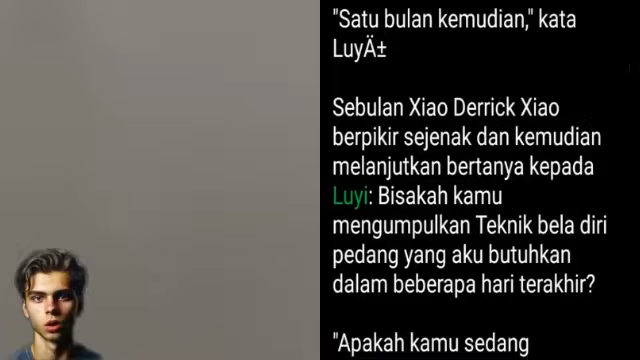 "Satu bulan kemudian," kata
LuyÄ±
Sebulan Xiao Derrick Xiao
berpikir sejenak dan kemudian
melanjutkan bertanya kepada
Luyi: Bisakah kamu
mengumpulkan Teknik bela diri
pedang yang aku butuhkan
dalam beberapa hari terakhir?
"Apakah kamu sedang